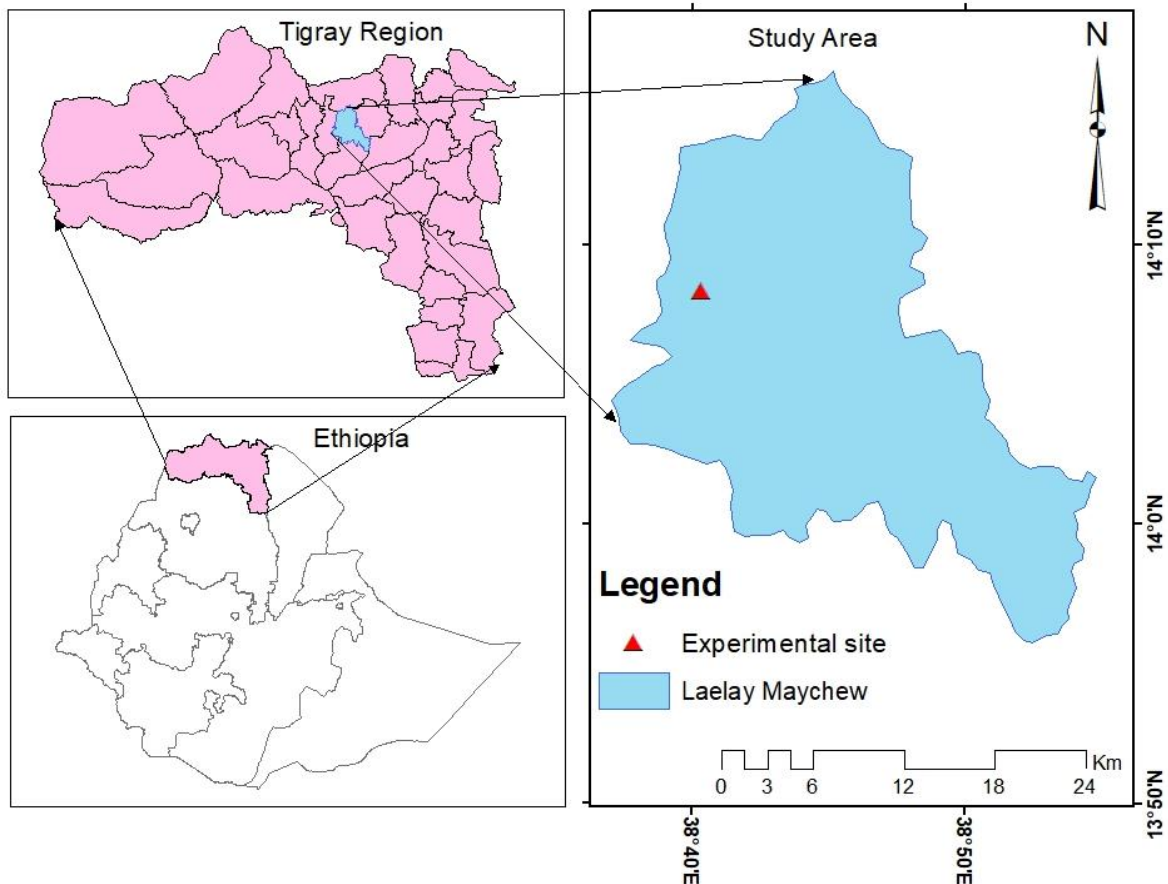 Tigray Region
Ethiopia
Study Area
N
14°10'N
14°0'N
13°50'N
Legend
Experimental site
Laelay Maychew
Km
0 3 6 12 18 24
38°40'E
38°50'E